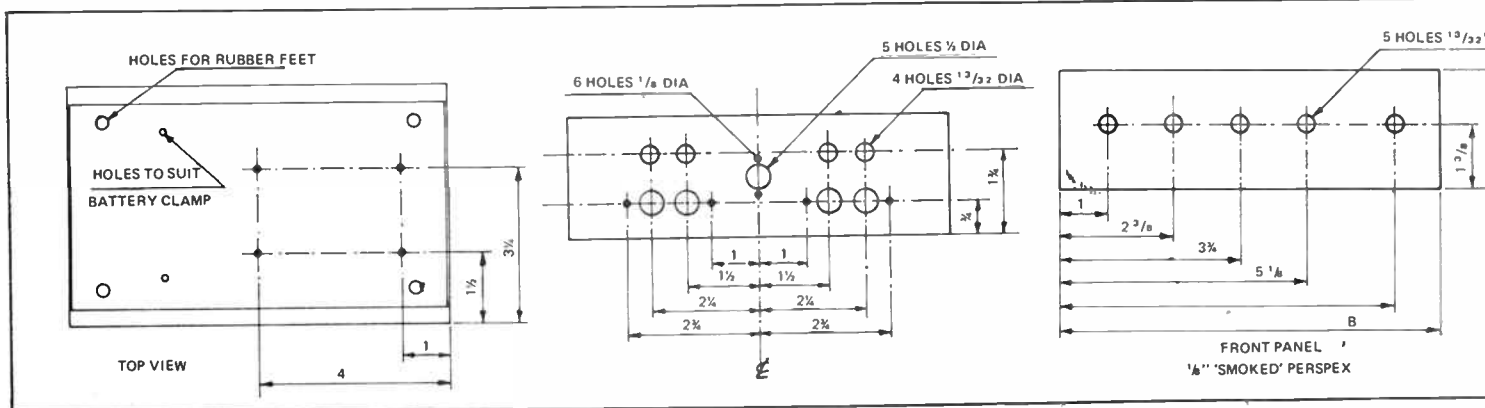 HOLES FOR RUBBER FEET
HOLES TO SUIT
BATTERY CLAMP
3¼
1½
1
4
TOP VIEW
6 HOLES 1/8 DIA
5 HOLES ½ DIA
4 HOLES 13/32 DIA
1¾
¾
1 1
1½ 1½
2¼ 2¼
2¾ 2¾
℄
5 HOLES 13/32"
1 3/8
1
2 3/8
3¾
5 1/8
B
FRONT PANEL
1/8" 'SMOKED' PERSPEX